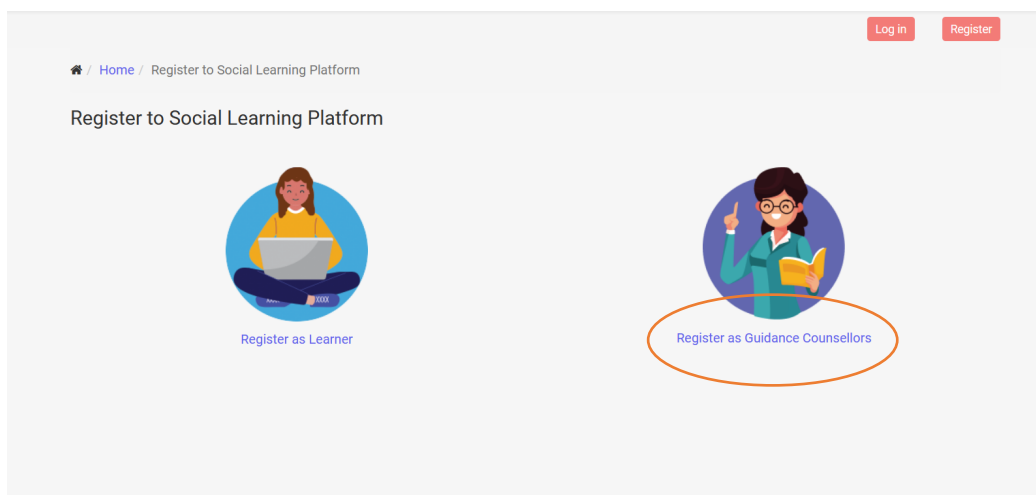 Log in Register
/ Home / Register to Social Learning Platform
Register to Social Learning Platform
XXXX
Register as Learner
Register as Guidance Counsellors